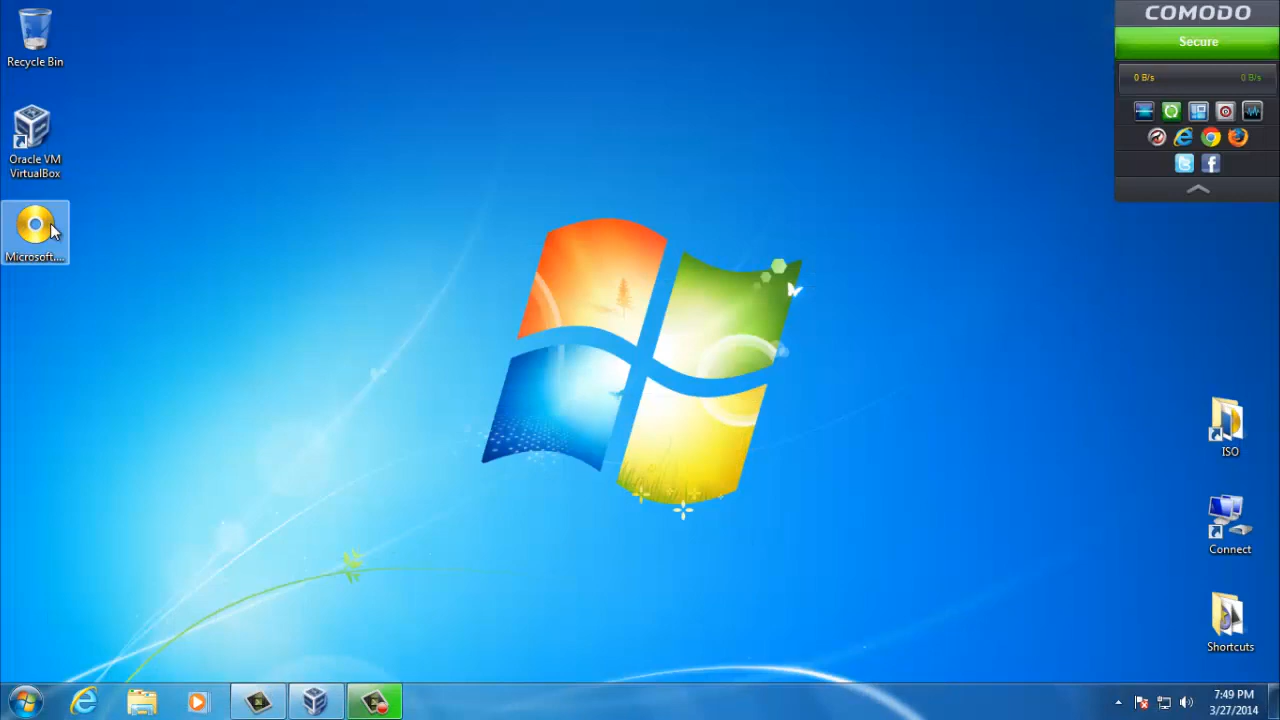 Recycle Bin
Oracle VM
VirtualBox
Microsoft....
COMODO
Secure
0 B/s
0 B/s
ISO
Connect
Shortcuts
7:49 PM
3/27/2014